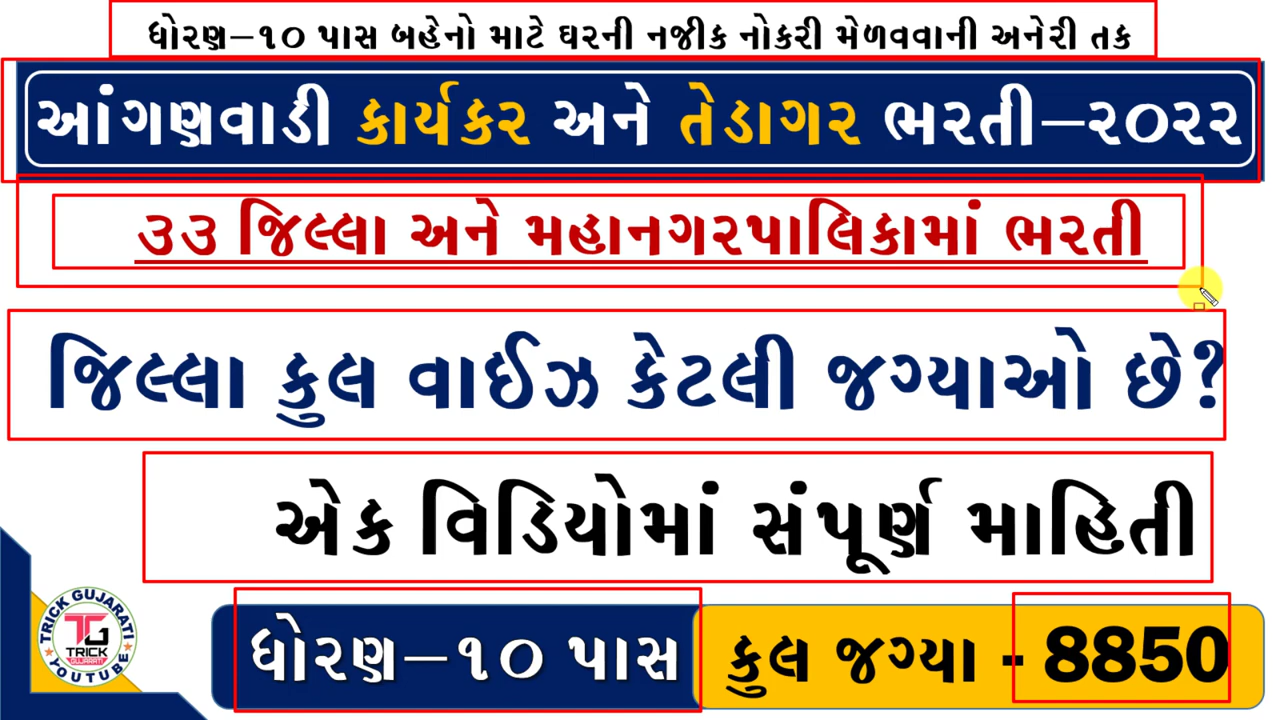 ધોરણ–૧૦ પાસ બહેનો માટે ઘરની નજીક નોકરી મેળવવાની અનેરી તક
આંગણવાડી કાર્યકર અને તેડાગર ભરતી–૨૦૨૨
૩૩ જિલ્લા અને મહાનગરપાલિકામાં ભરતી
જિલ્લા કુલ વાઈઝ કેટલી જગ્યાઓ છે?
એક વિડિયોમાં સંપૂર્ણ માહિતી
TRICK GUJARATI
TG
TRICK
GUJARATI
YOUTUBE
ધોરણ–૧૦ પાસ
કુલ જગ્યા - 8850